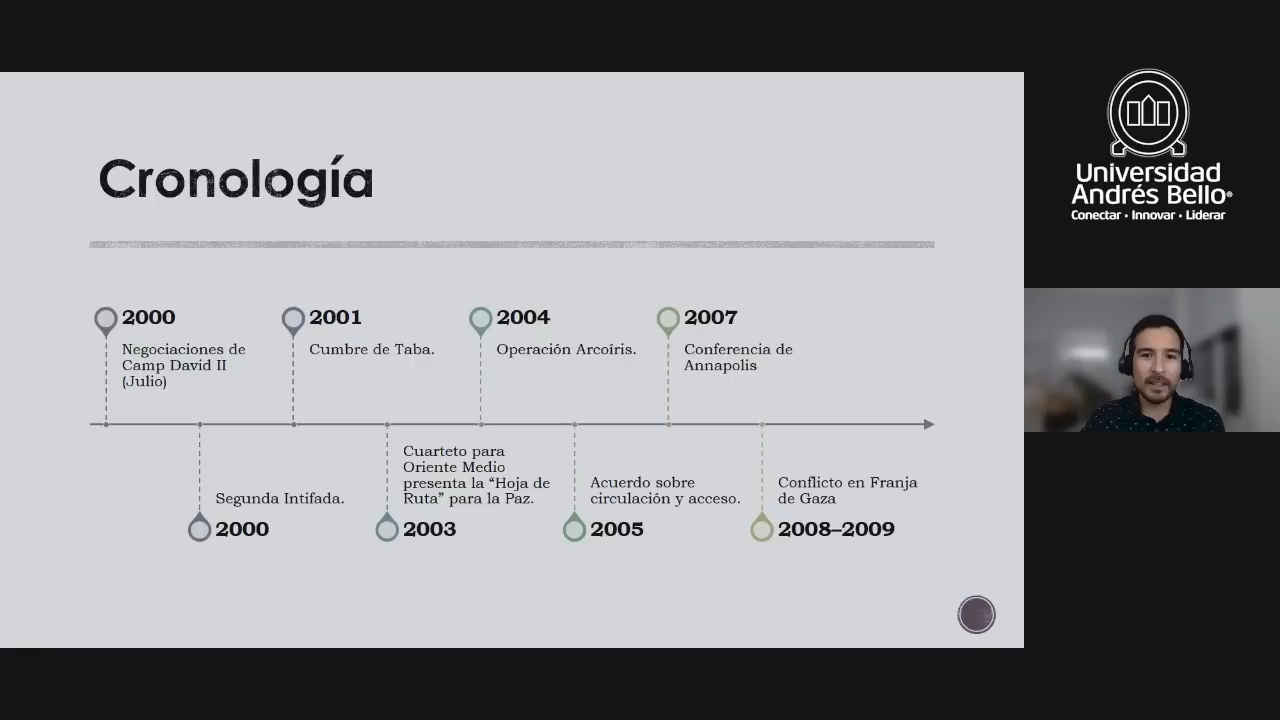 Cronología
2000
Negociaciones de
Camp David II
(Julio)
2001
Cumbre de Taba.
2004
Operación Arcoíris.
2007
Conferencia de
Annapolis
Segunda Intifada.
2000
Cuarteto para
Oriente Medio
presenta la “Hoja de
Ruta” para la Paz.
2003
Acuerdo sobre
circulación y acceso.
2005
Conflicto en Franja
de Gaza
2008–2009
Universidad
Andrés Bello®
Conectar • Innovar • Liderar